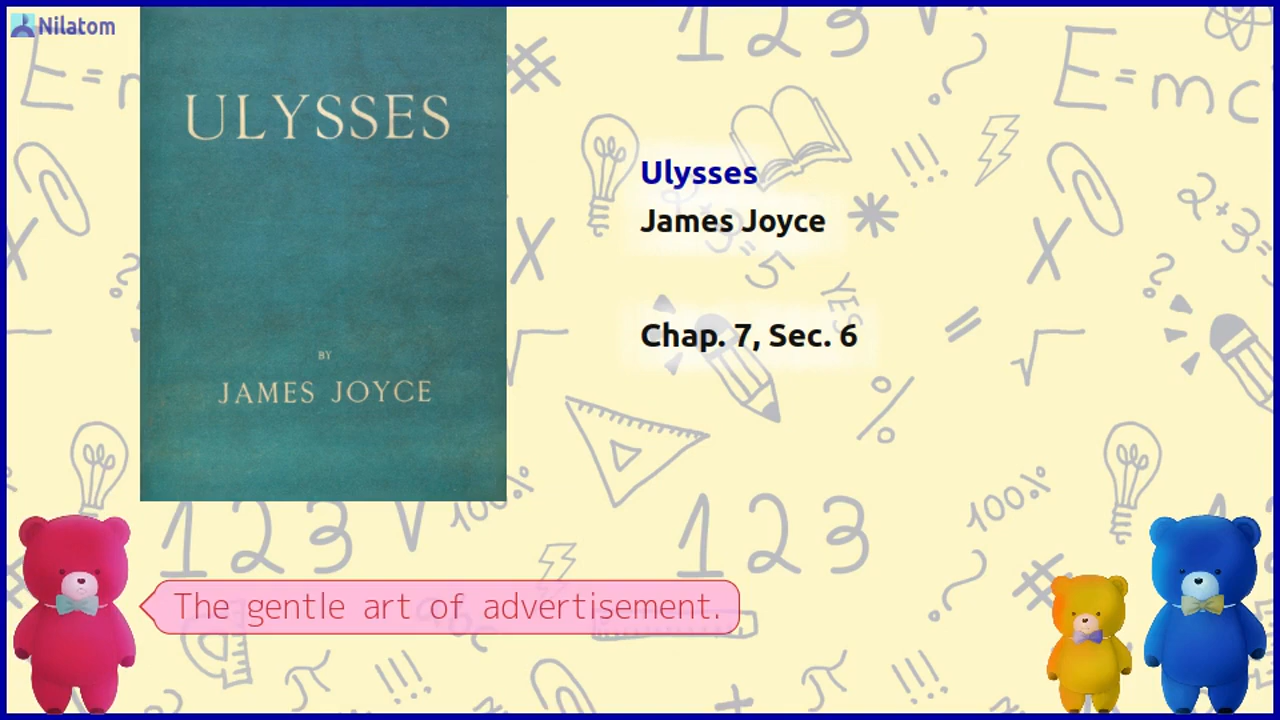 Nilatom
ULYSSES
BY
JAMES JOYCE
Ulysses
James Joyce
Chap. 7, Sec. 6
The gentle art of advertisement.